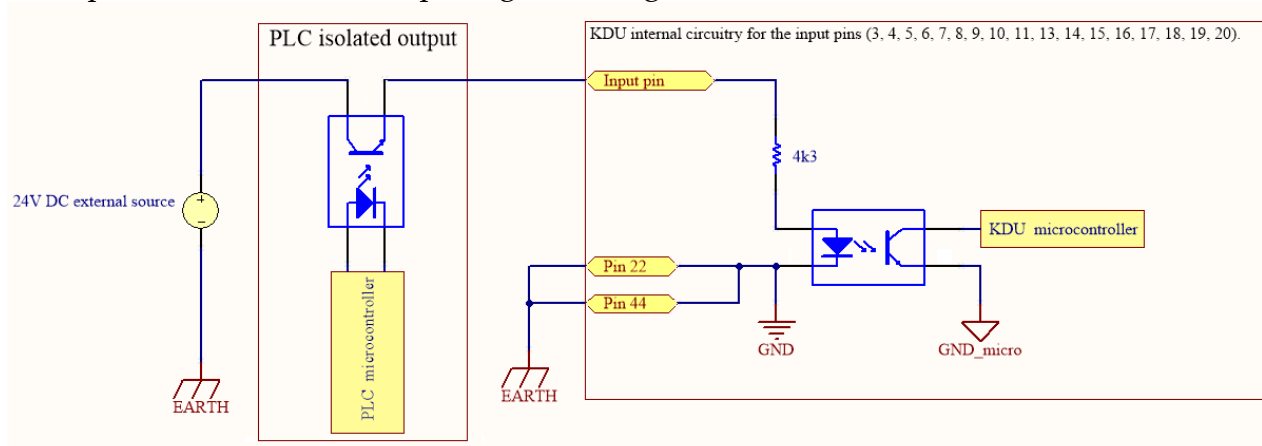 PLC isolated output
KDU internal circuitry for the input pins (3, 4, 5, 6, 7, 8, 9, 10, 11, 13, 14, 15, 16, 17, 18, 19, 20).
Input pin
4k3
24V DC external source
+
−
KDU microcontroller
Pin 22
Pin 44
PLC microcontroller
GND
GND_micro
EARTH
EARTH